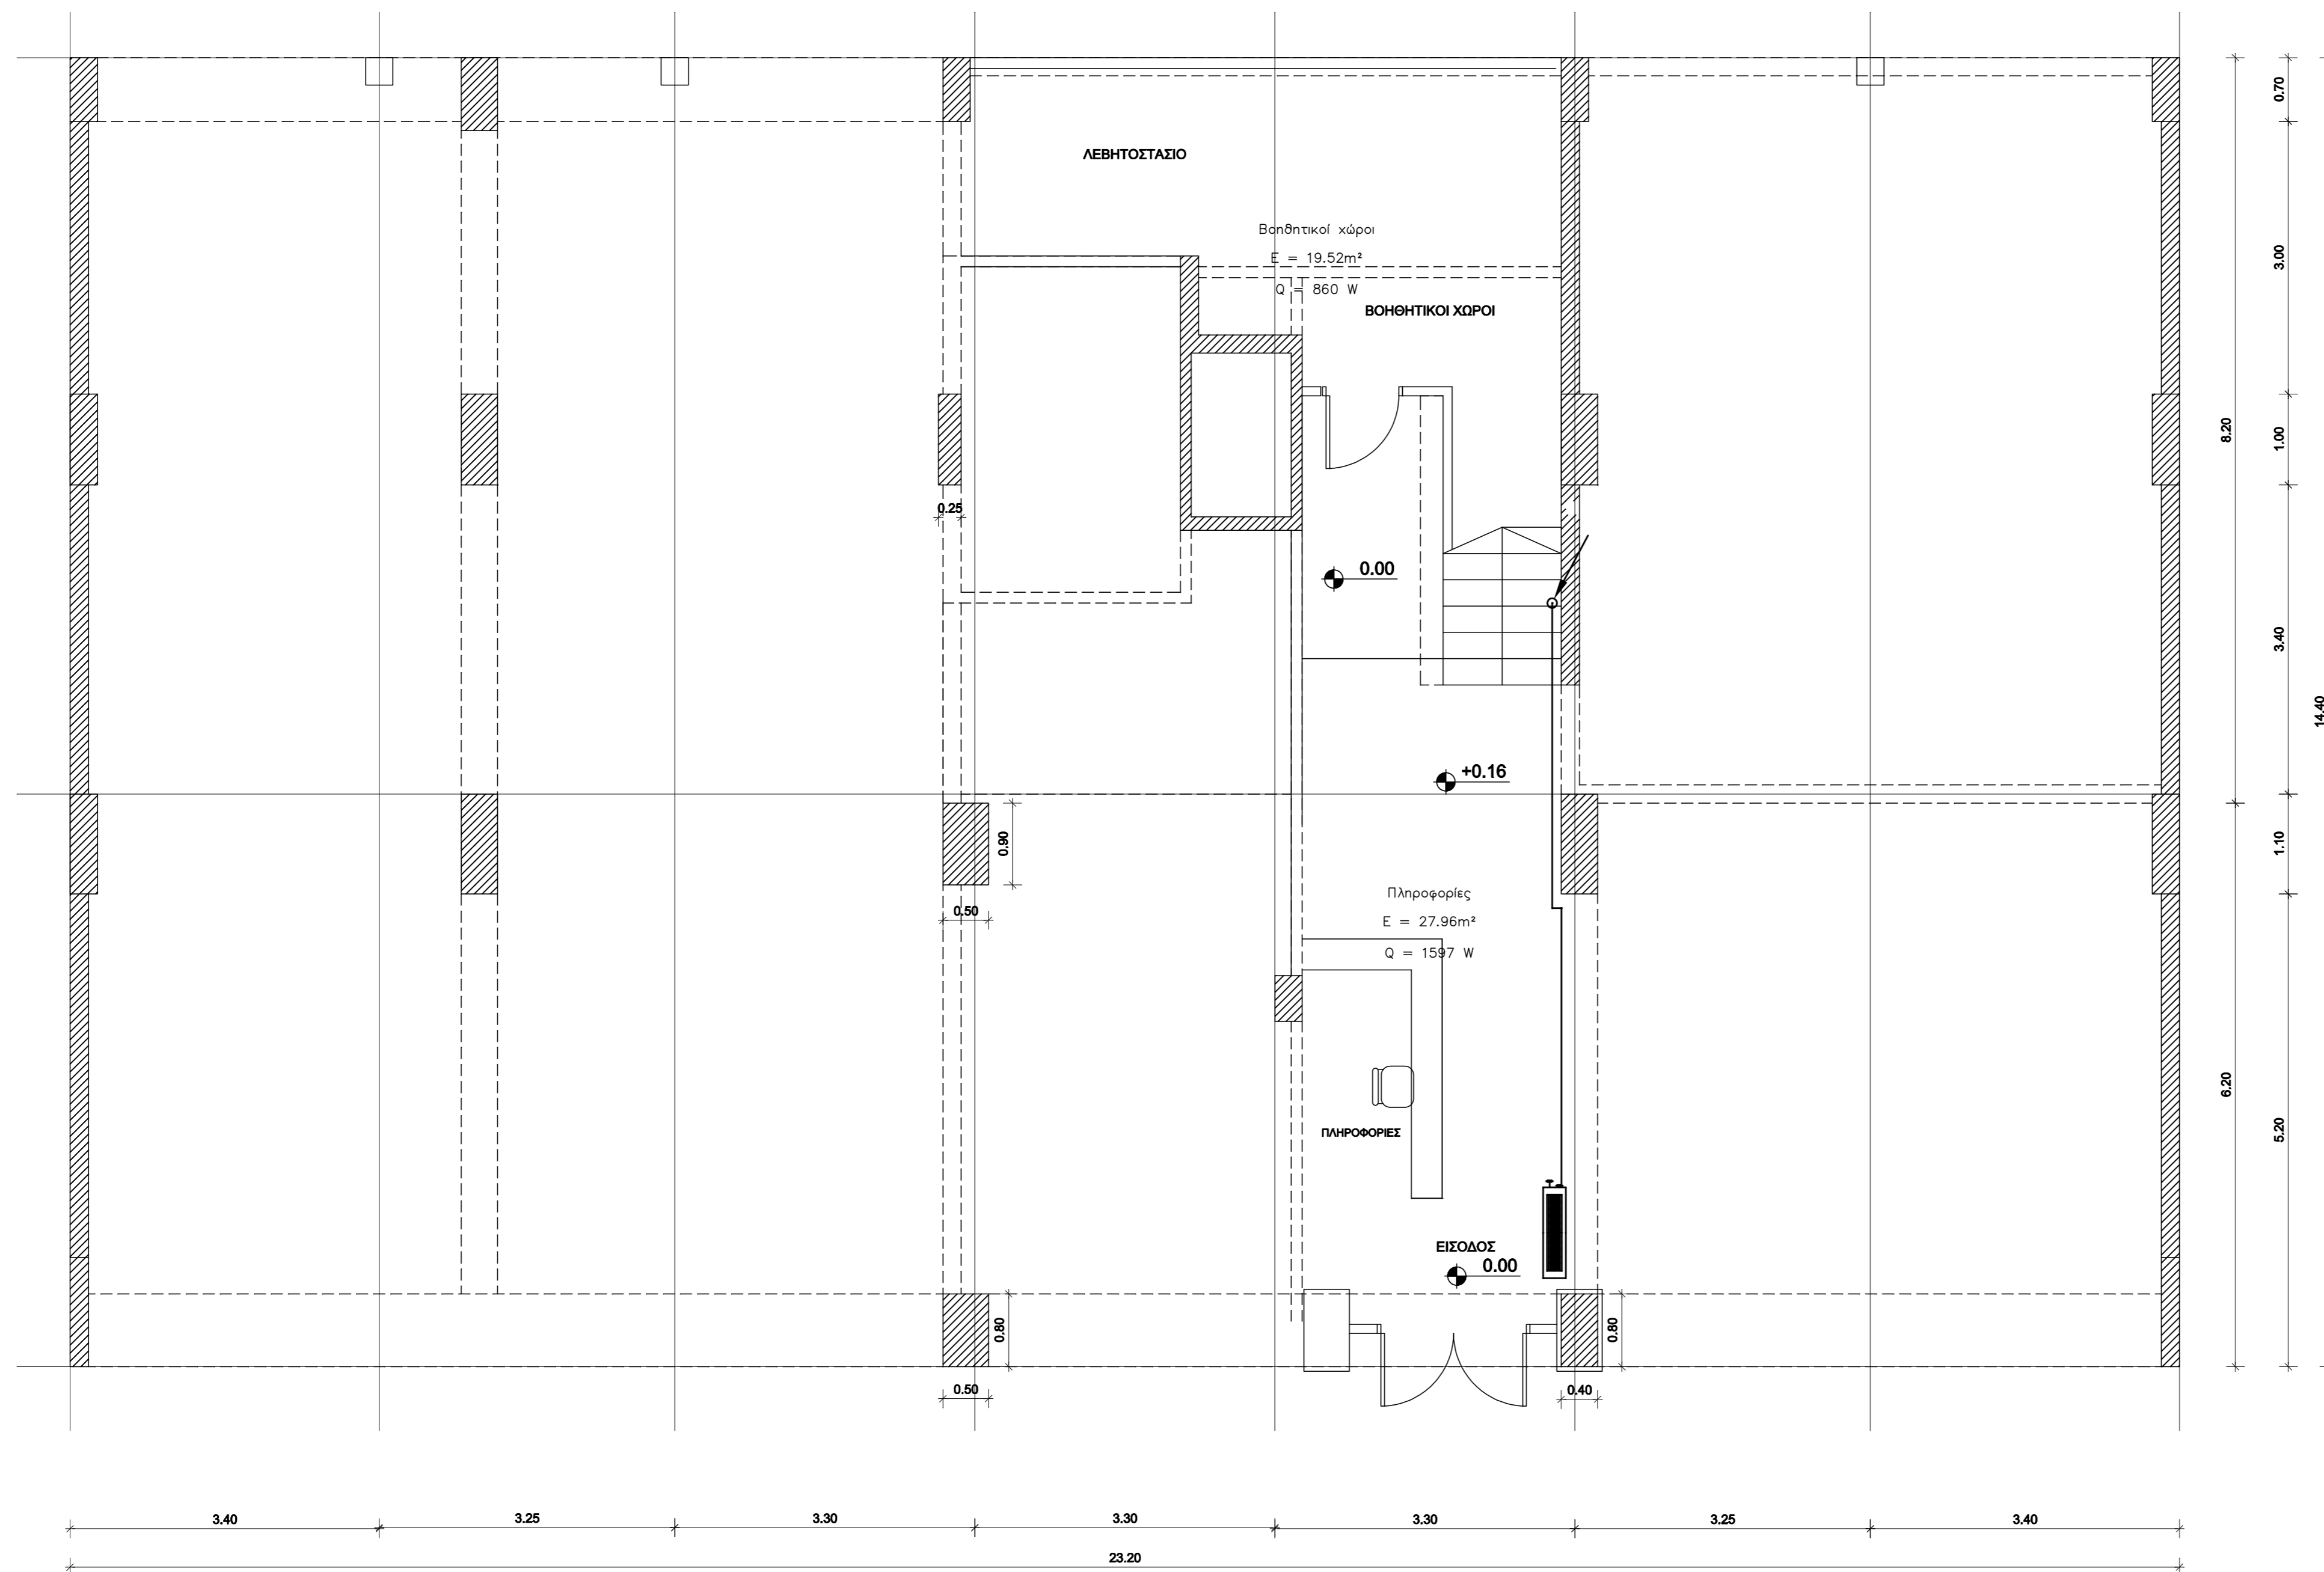 0.70
ΛΕΒΗΤΟΣΤΑΣΙΟ
Βοηθητικοί χώροι
E = 19.52m²
Q = 860 W
3.00
ΒΟΗΘΗΤΙΚΟΙ ΧΩΡΟΙ
8.20
1.00
0.25
0.00
3.40
14.40
+0.16
0.90
1.10
Πληροφορίες
E = 27.96m²
Q = 1597 W
0.50
6.20
ΠΛΗΡΟΦΟΡΙΕΣ
5.20
ΕΙΣΟΔΟΣ
0.00
0.80
0.80
0.50
0.40
3.40 3.25 3.30 3.30 3.30 3.25 3.40
23.20